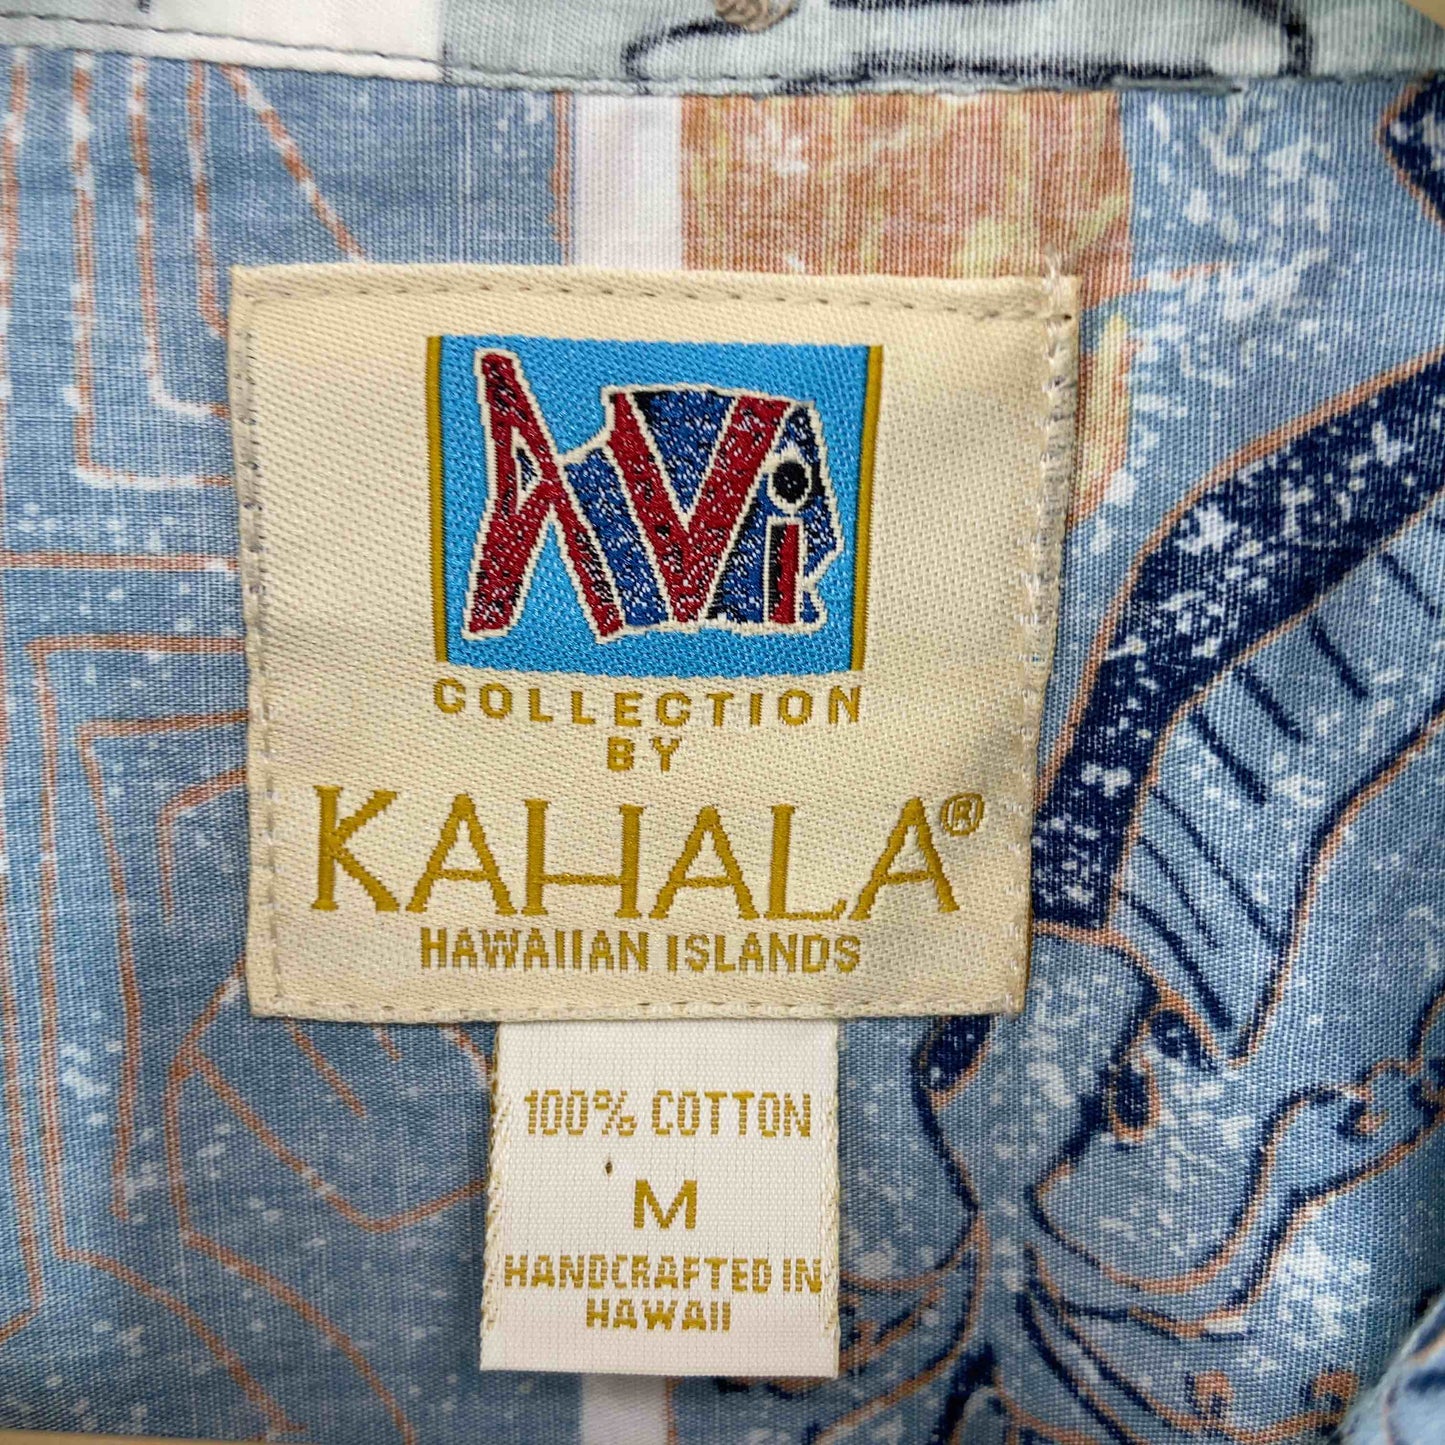 AVi
COLLECTION
BY
KAHALA®
HAWAIIAN ISLANDS
100% COTTON
M
HANDCRAFTED IN
HAWAII